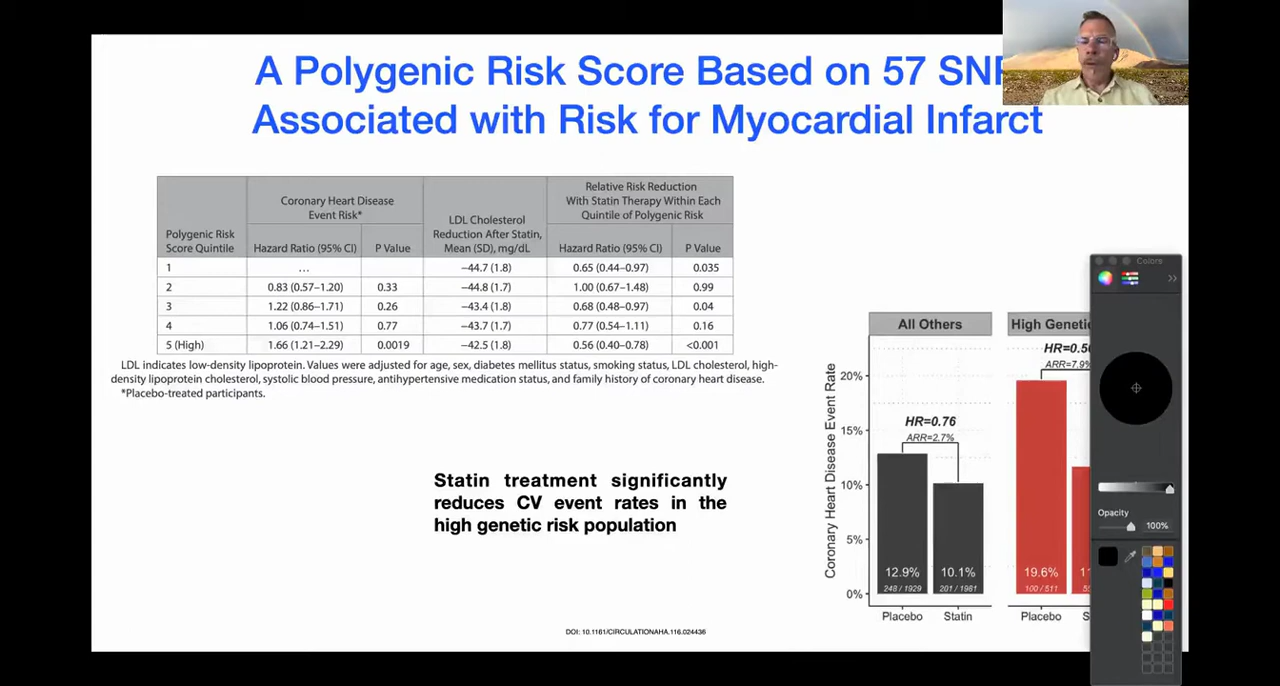 A Polygenic Risk Score Based on 57
Associated with Risk for Myocardial Infarct
Polygenic Risk
Score Quintile
Coronary Heart Disease
Event Risk*
Hazard Ratio (95% CI) P Value
LDL Cholesterol
Reduction After Statin,
Mean (SD), mg/dL
Relative Risk Reduction
With Statin Therapy Within Each
Quintile of Polygenic Risk
Hazard Ratio (95% CI) P Value
1 … −44.7 (1.8) 0.65 (0.44–0.97) 0.035
2 0.83 (0.57–1.20) 0.33 −44.8 (1.7) 1.00 (0.67–1.48) 0.99
3 1.22 (0.86–1.71) 0.26 −43.4 (1.8) 0.68 (0.48–0.97) 0.04
4 1.06 (0.74–1.51) 0.77 −43.7 (1.7) 0.77 (0.54–1.11) 0.16
5 (High) 1.66 (1.21–2.29) 0.0019 −42.5 (1.8) 0.56 (0.40–0.78) <0.001
LDL indicates low-density lipoprotein. Values were adjusted for age, sex, diabetes mellitus status, smoking status, LDL cholesterol, high-
density lipoprotein cholesterol, systolic blood pressure, antihypertensive medication status, and family history of coronary heart disease.
*Placebo-treated participants.
Statin treatment significantly
reduces CV event rates in the
high genetic risk population
DOI: 10.1161/CIRCULATIONAHA.116.024436
Coronary Heart Disease Event Rate
20%
15%
10%
5%
0%
All Others
HR=0.76
ARR=2.7%
12.9% 10.1%
248 / 1929 201 / 1981
Placebo Statin
High Genetic
ARR=7.9%
19.6%
100 / 511
Placebo
Colors
Opacity
100%